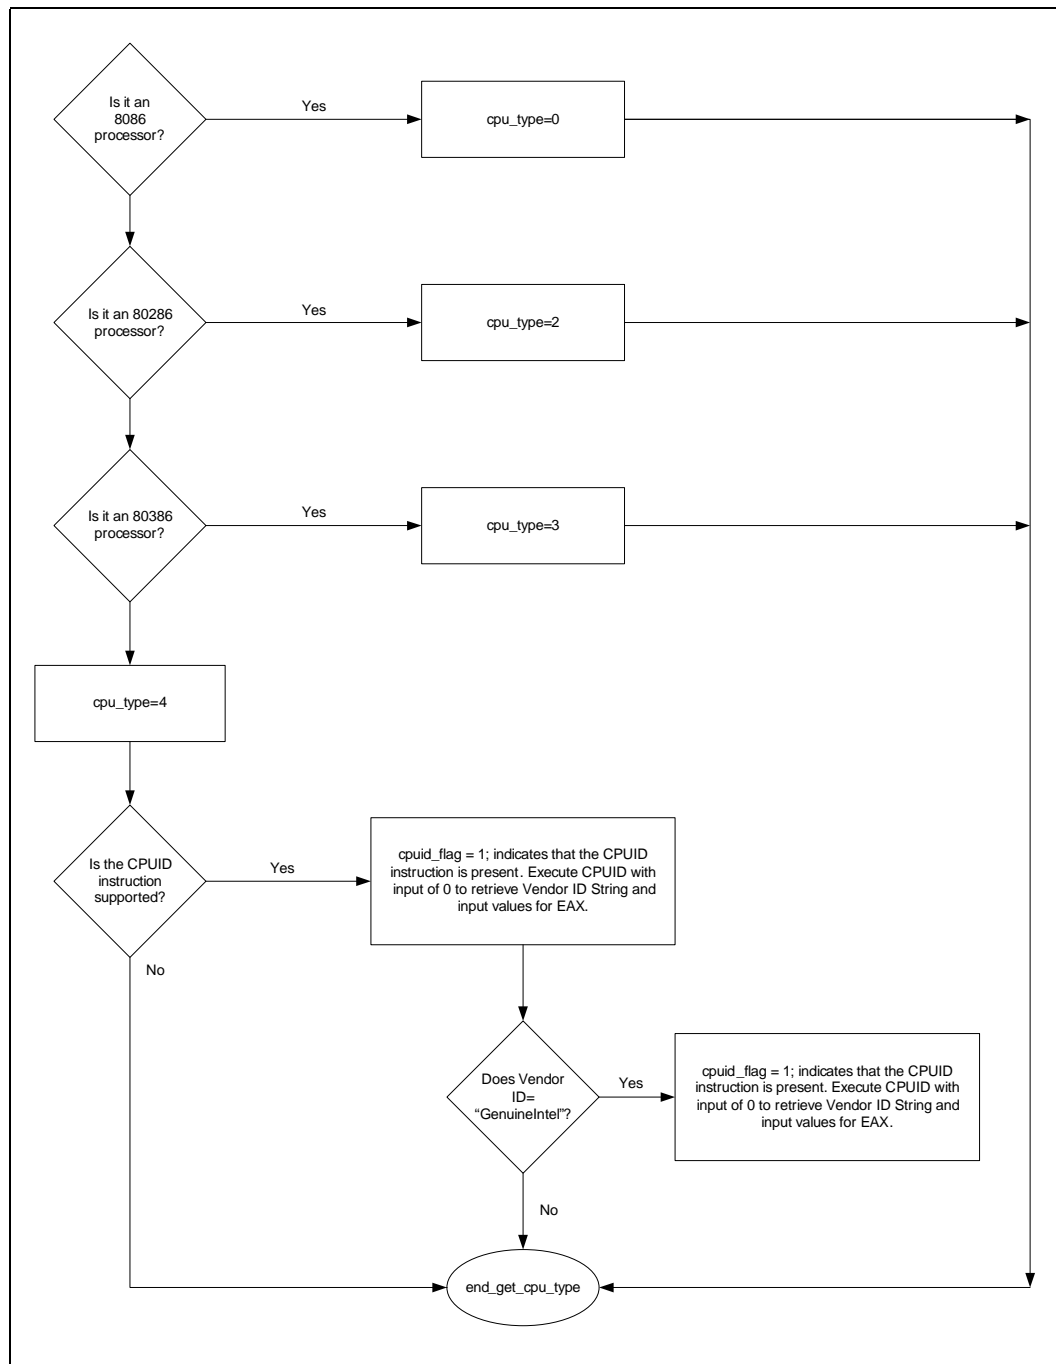 Is it an
8086
processor?
Yes
cpu_type=0
Is it an 80286
processor?
Yes
cpu_type=2
Is it an 80386
processor?
Yes
cpu_type=3
cpu_type=4
Is the CPUID
instruction
supported?
Yes
No
cpuid_flag = 1; indicates that the CPUID
instruction is present. Execute CPUID with
input of 0 to retrieve Vendor ID String and
input values for EAX.
Does Vendor
ID=
“GenuineIntel”?
Yes
No
cpuid_flag = 1; indicates that the CPUID
instruction is present. Execute CPUID with
input of 0 to retrieve Vendor ID String and
input values for EAX.
end_get_cpu_type